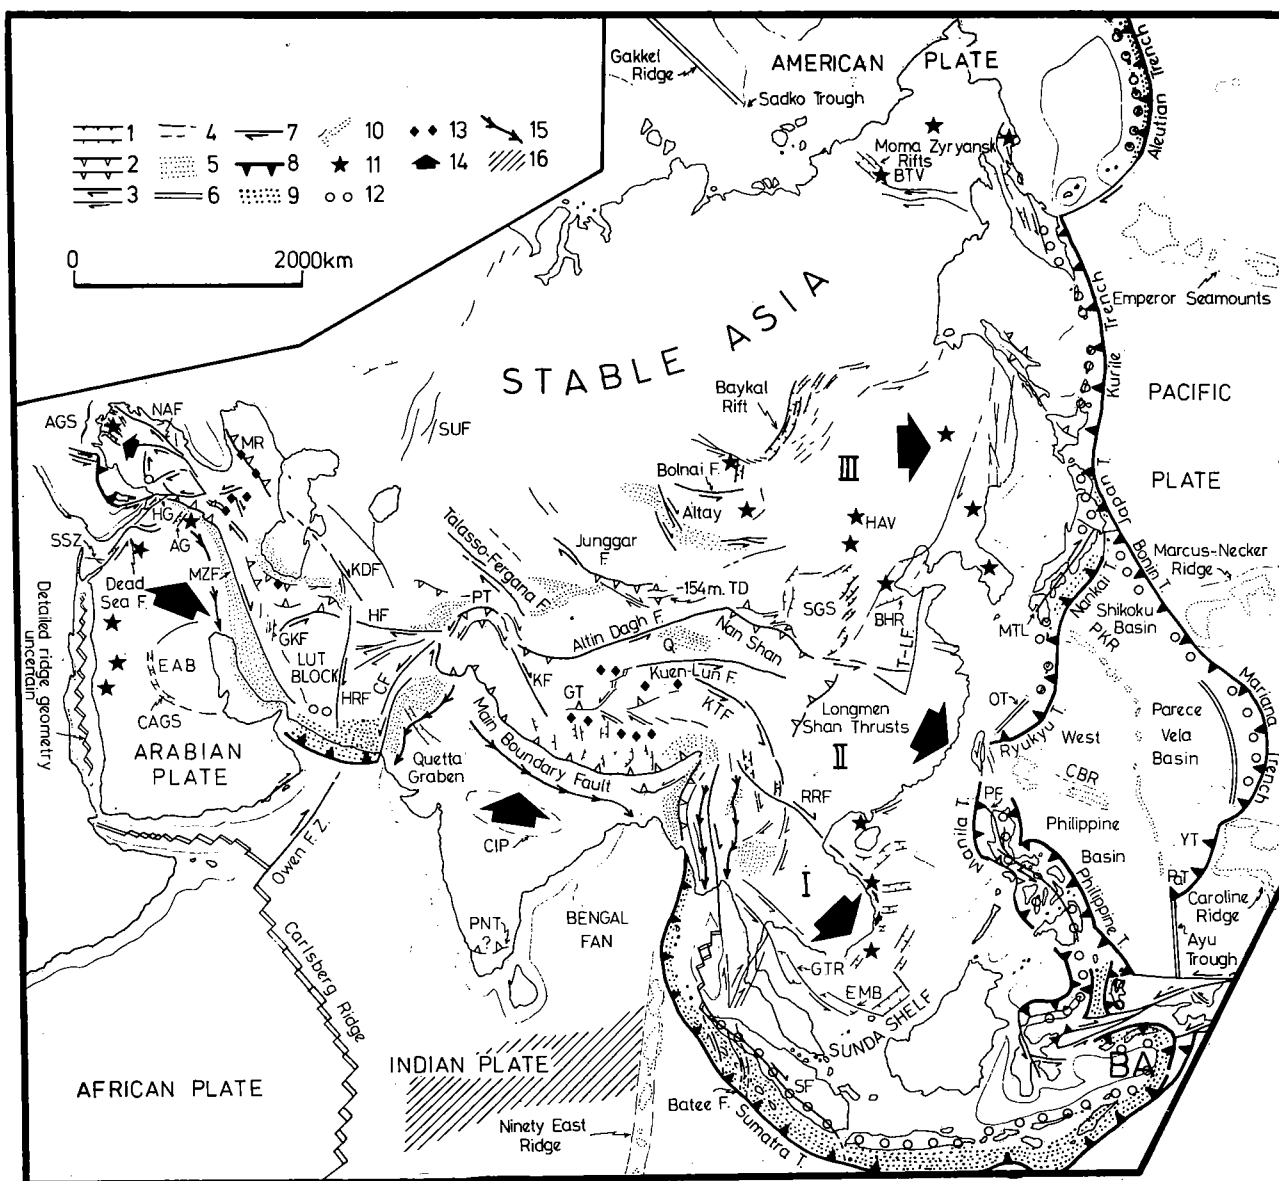 Gakkel
Ridge
AMERICAN PLATE
Sadko Trough
Aleutian Trench
1
2
3
4
5
6
7
8
9
10
11
12
13
14
15
16
0 2000km
Moma Zyryansk
Rifts
BTV
Emperor Seamounts
Kurile Trench
STABLE ASIA
PACIFIC
PLATE
Baykal
Rift
Bolnai F.
Altay
III
HAV
AGS
NAF
MR
SUF
HG
AG
SSZ
Dead
Sea F.
MZF
KDF
HF
GKF
LUT
BLOCK
HRF
CF
PT
Talasso-Fergana F.
Junggar
F.
154m. TD
SGS
BHR
T-LF
Japan T.
Bonin T.
Marcus-Necker
Ridge
Nankai T.
Shikoku
Basin
MTL
PKR
Detailed ridge geometry
uncertain
EAB
CAGS
ARABIAN
PLATE
Altin Dagh F.
Nan Shan
Q
KF
GT
Kuen-Lun F.
KTF
Longmen
Shan Thrusts
II
OT
Ryukyu T.
West
Philippine
Basin
Parece
Vela
Basin
Mariana Trench
CBR
Quetta
Graben
Main Boundary Fault
CIP
RRF
PF
Manila T.
Philippine T.
YT
PaT
Caroline
Ridge
Ayu
Trough
Owen F.Z.
Carlsberg Ridge
PNT
?
BENGAL
FAN
I
GTR
EMB
SUNDA SHELF
INDIAN PLATE
AFRICAN PLATE
Ninety East
Ridge
Batee F.
SF
Sumatra T.
BA